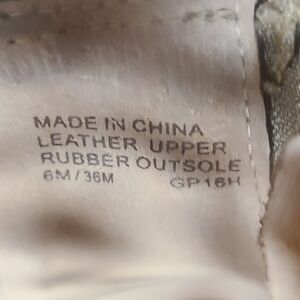 MADE IN CHINA
LEATHER UPPER
RUBBER OUTSOLE
6M / 36M GP16H